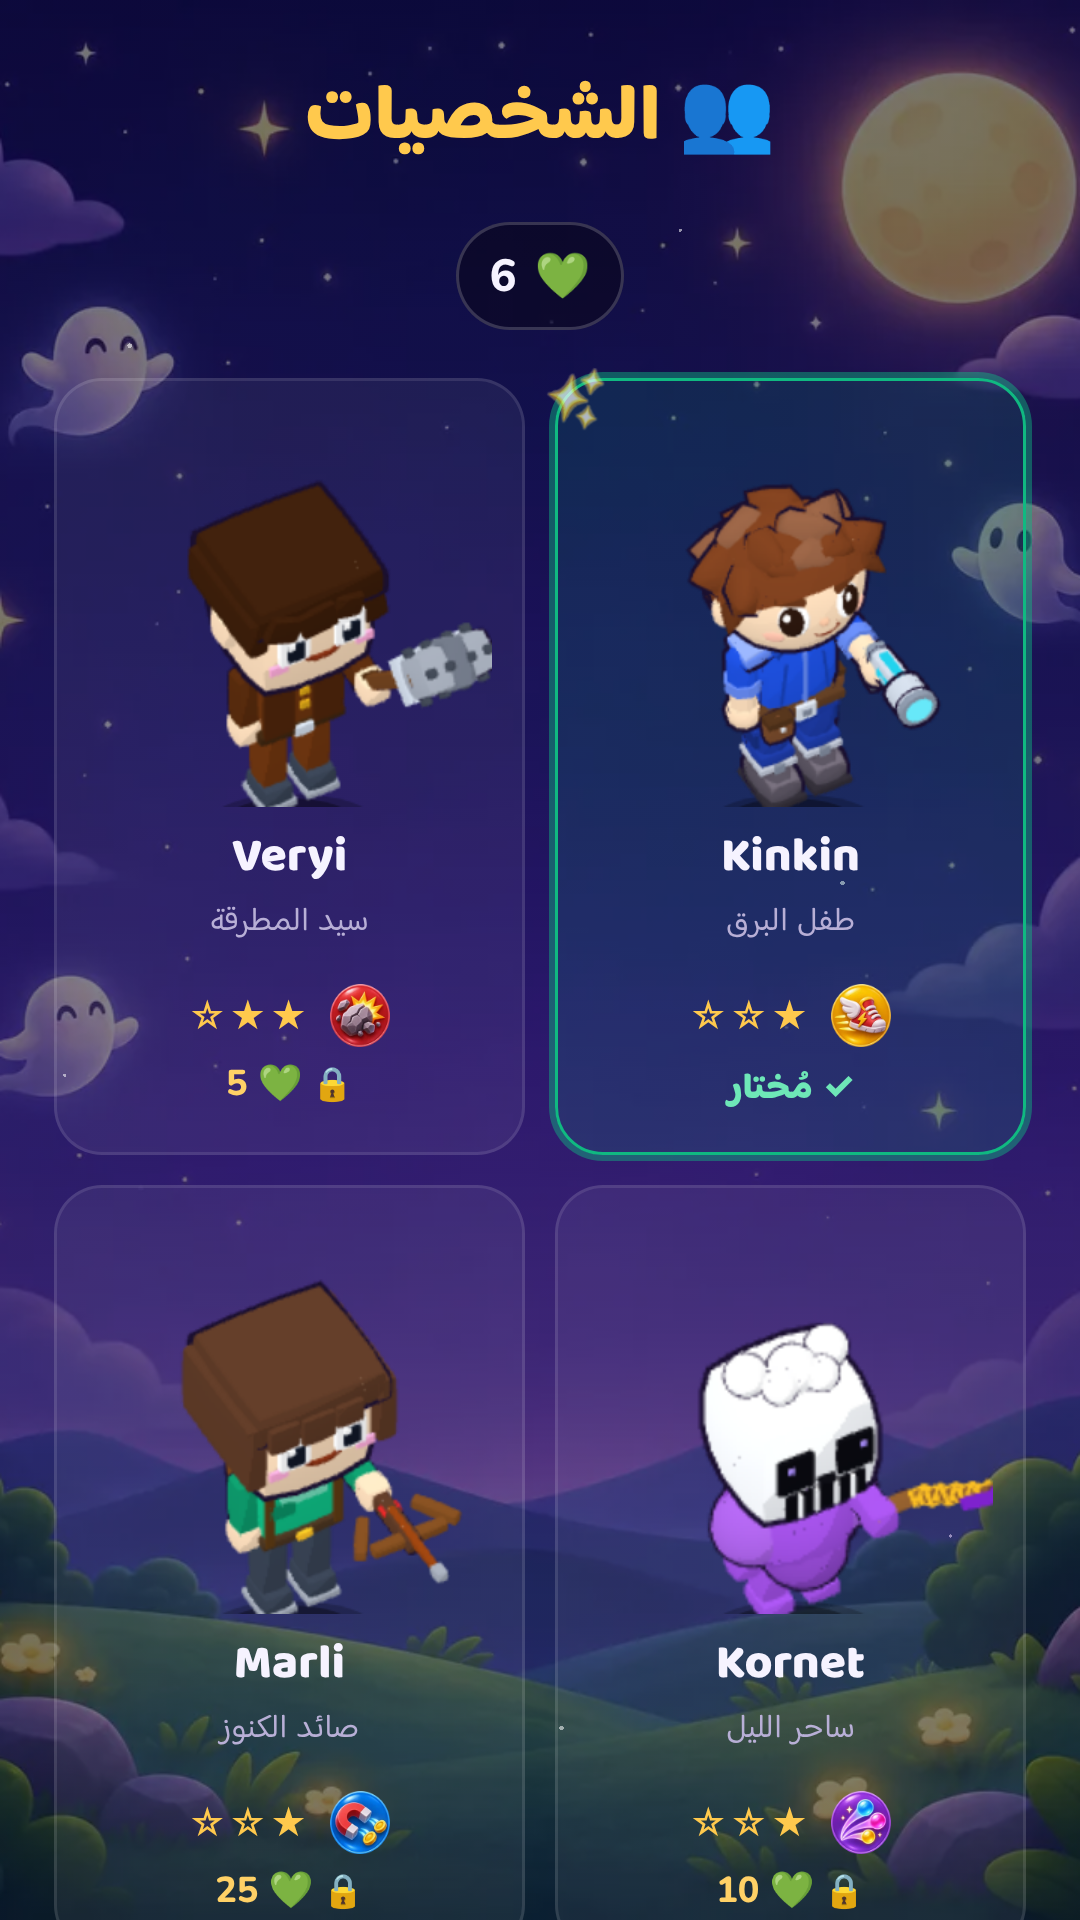 👥 الشخصيات
💚 6
Kinkin
طفل البرق
★☆☆
✓ مُختار
Veryi
سيد المطرقة
★★☆
🔒 💚 5
Kornet
ساحر الليل
★☆☆
🔒 💚 10
Marli
صائد الكنوز
★☆☆
🔒 💚 25